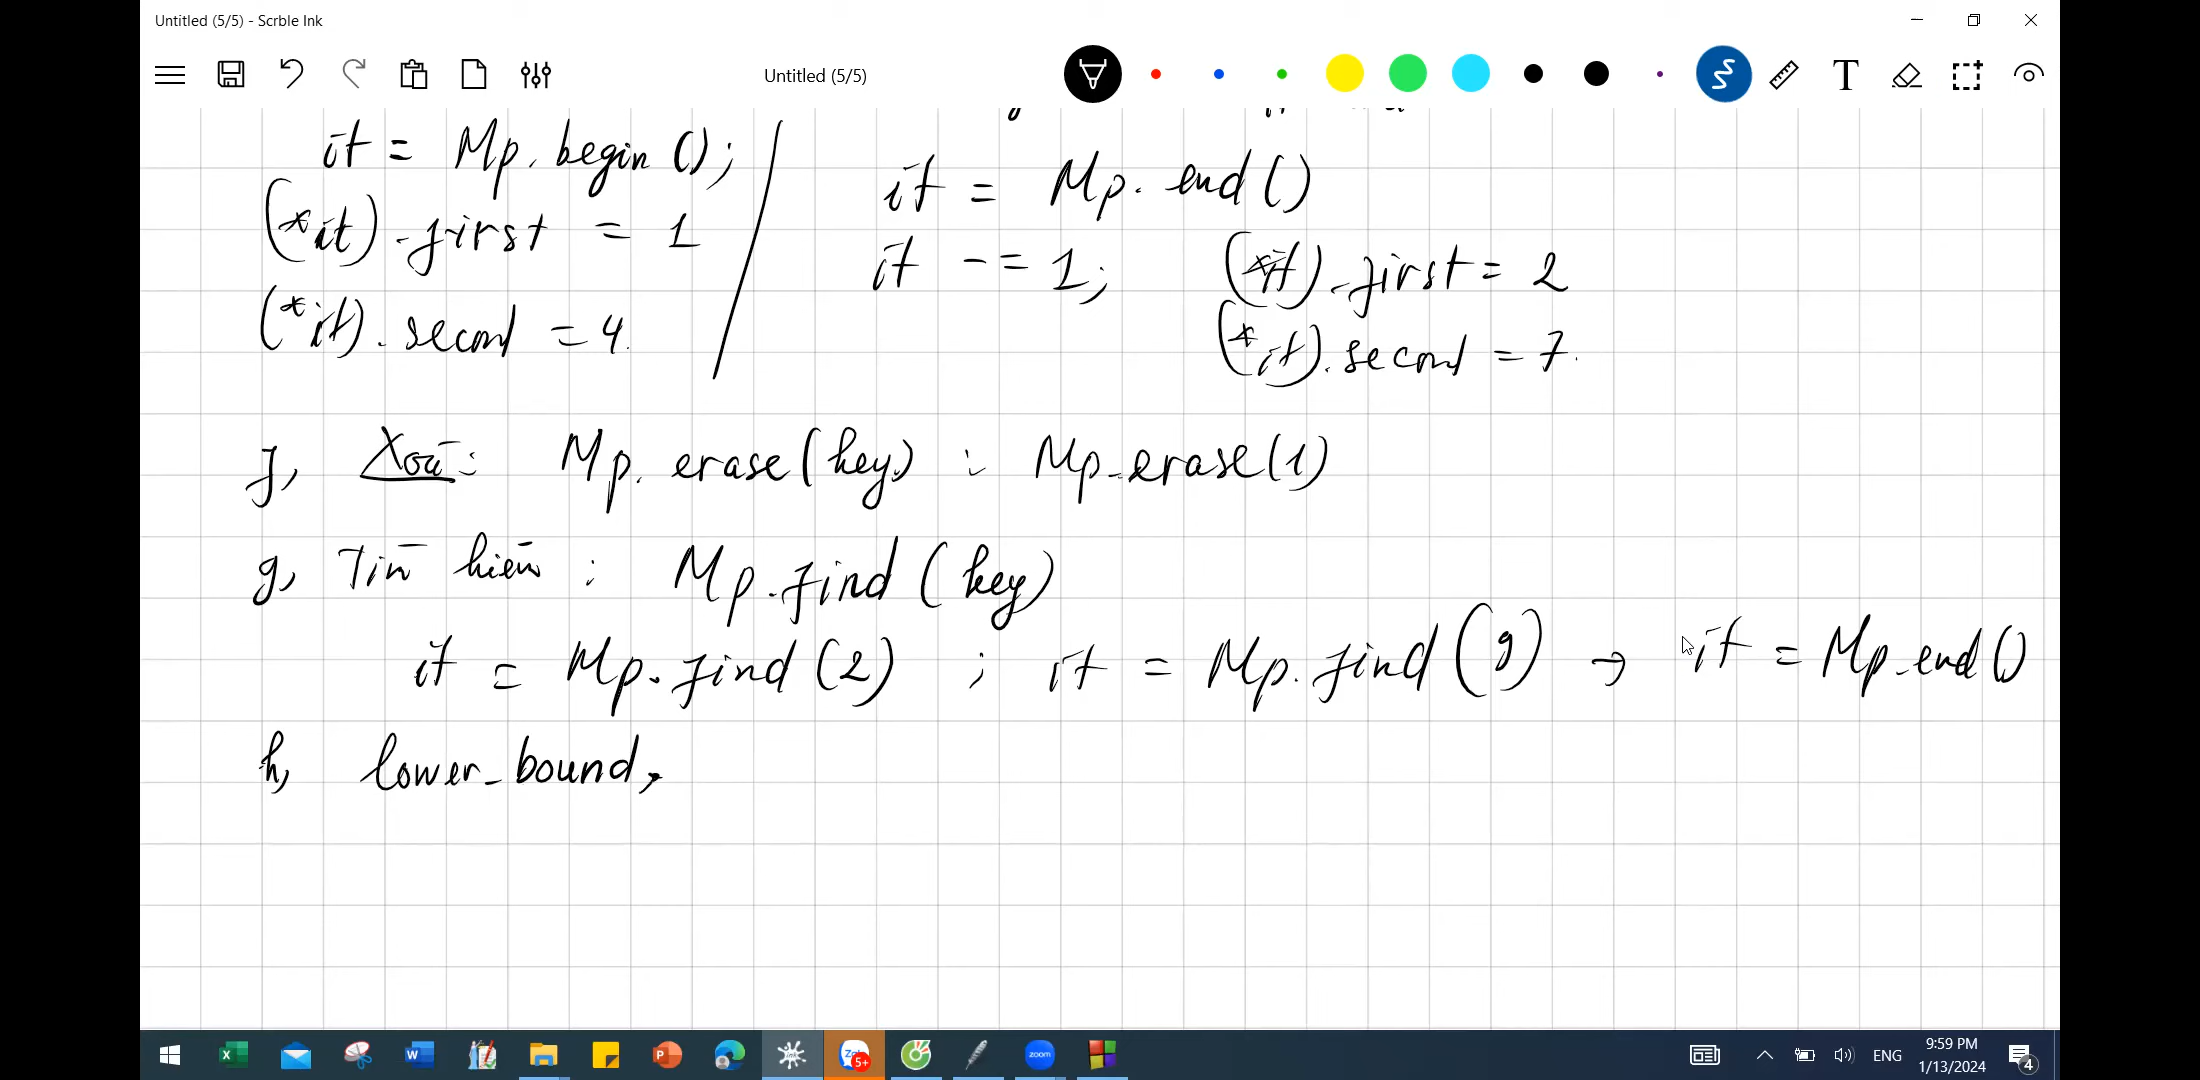 Untitled (5/5) - Scrble Ink
Untitled (5/5)
T
it = Mp.begin();
(*it).first = 1
(*it).second = 4.
it = Mp.end()
it -= 1; (*it).first = 2
(*it).second = 7.
f, Xoá: Mp.erase(key) : Mp.erase(1)
g, Tìm kiếm : Mp.find(key)
it = Mp.find(2) ; it = Mp.find(9) → it = Mp.end()
h, lower_bound,
zoom
5+
ENG
9:59 PM
1/13/2024
4